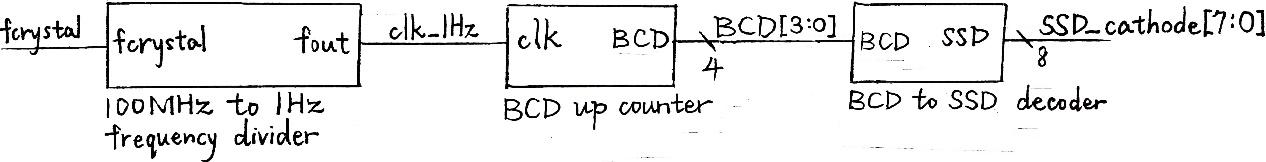 fcrystal
fcrystal fout
clk_1Hz
clk BCD
BCD[3:0]
4
BCD SSD
SSD_cathode[7:0]
8
100MHz to 1Hz
frequency divider
BCD up counter
BCD to SSD decoder